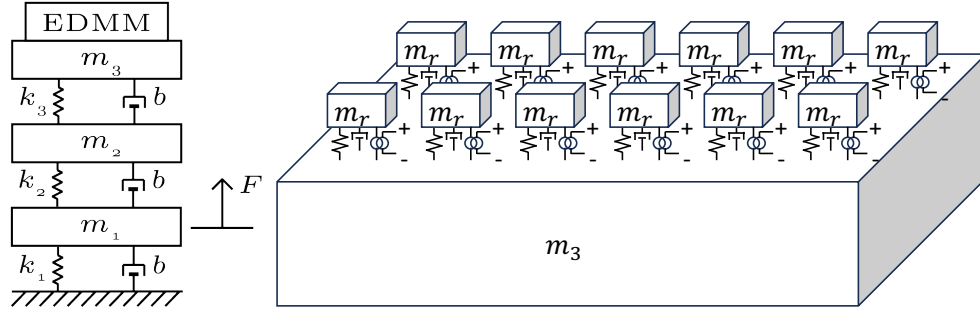 EDMM
m₃
k₃ b
m₂
k₂ b
m₁
F
k₁ b
mᵣ mᵣ mᵣ mᵣ mᵣ mᵣ
+ + + + + +
mᵣ mᵣ mᵣ mᵣ mᵣ mᵣ
+ + + + + +
- - - - - -
m₃